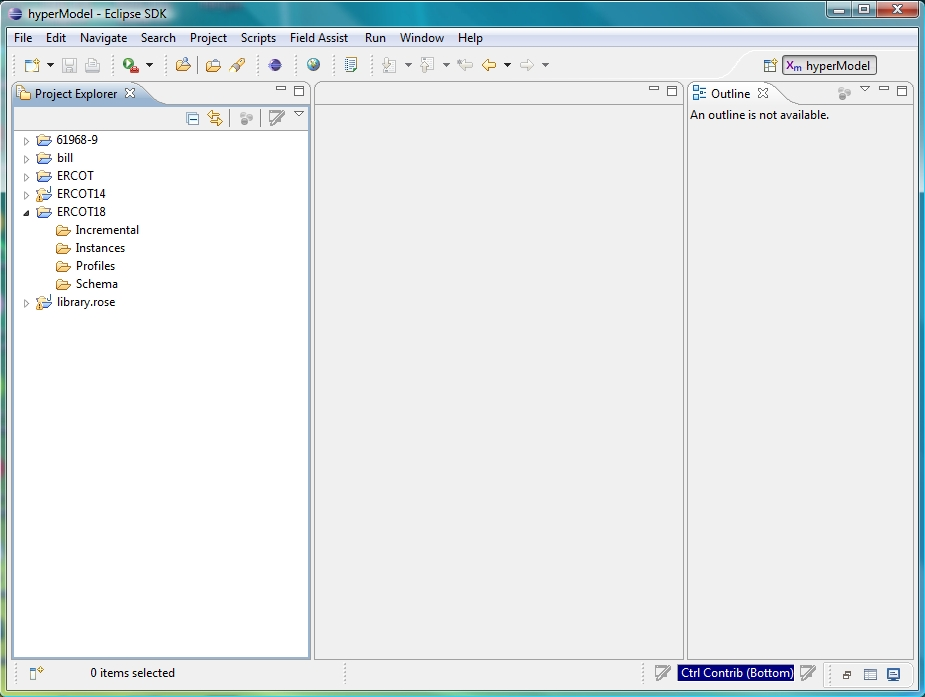 hyperModel - Eclipse SDK
File Edit Navigate Search Project Scripts Field Assist Run Window Help
Xm hyperModel
Project Explorer
Outline
An outline is not available.
61968-9
bill
ERCOT
ERCOT14
ERCOT18
Incremental
Instances
Profiles
Schema
library.rose
0 items selected
Ctrl Contrib (Bottom)